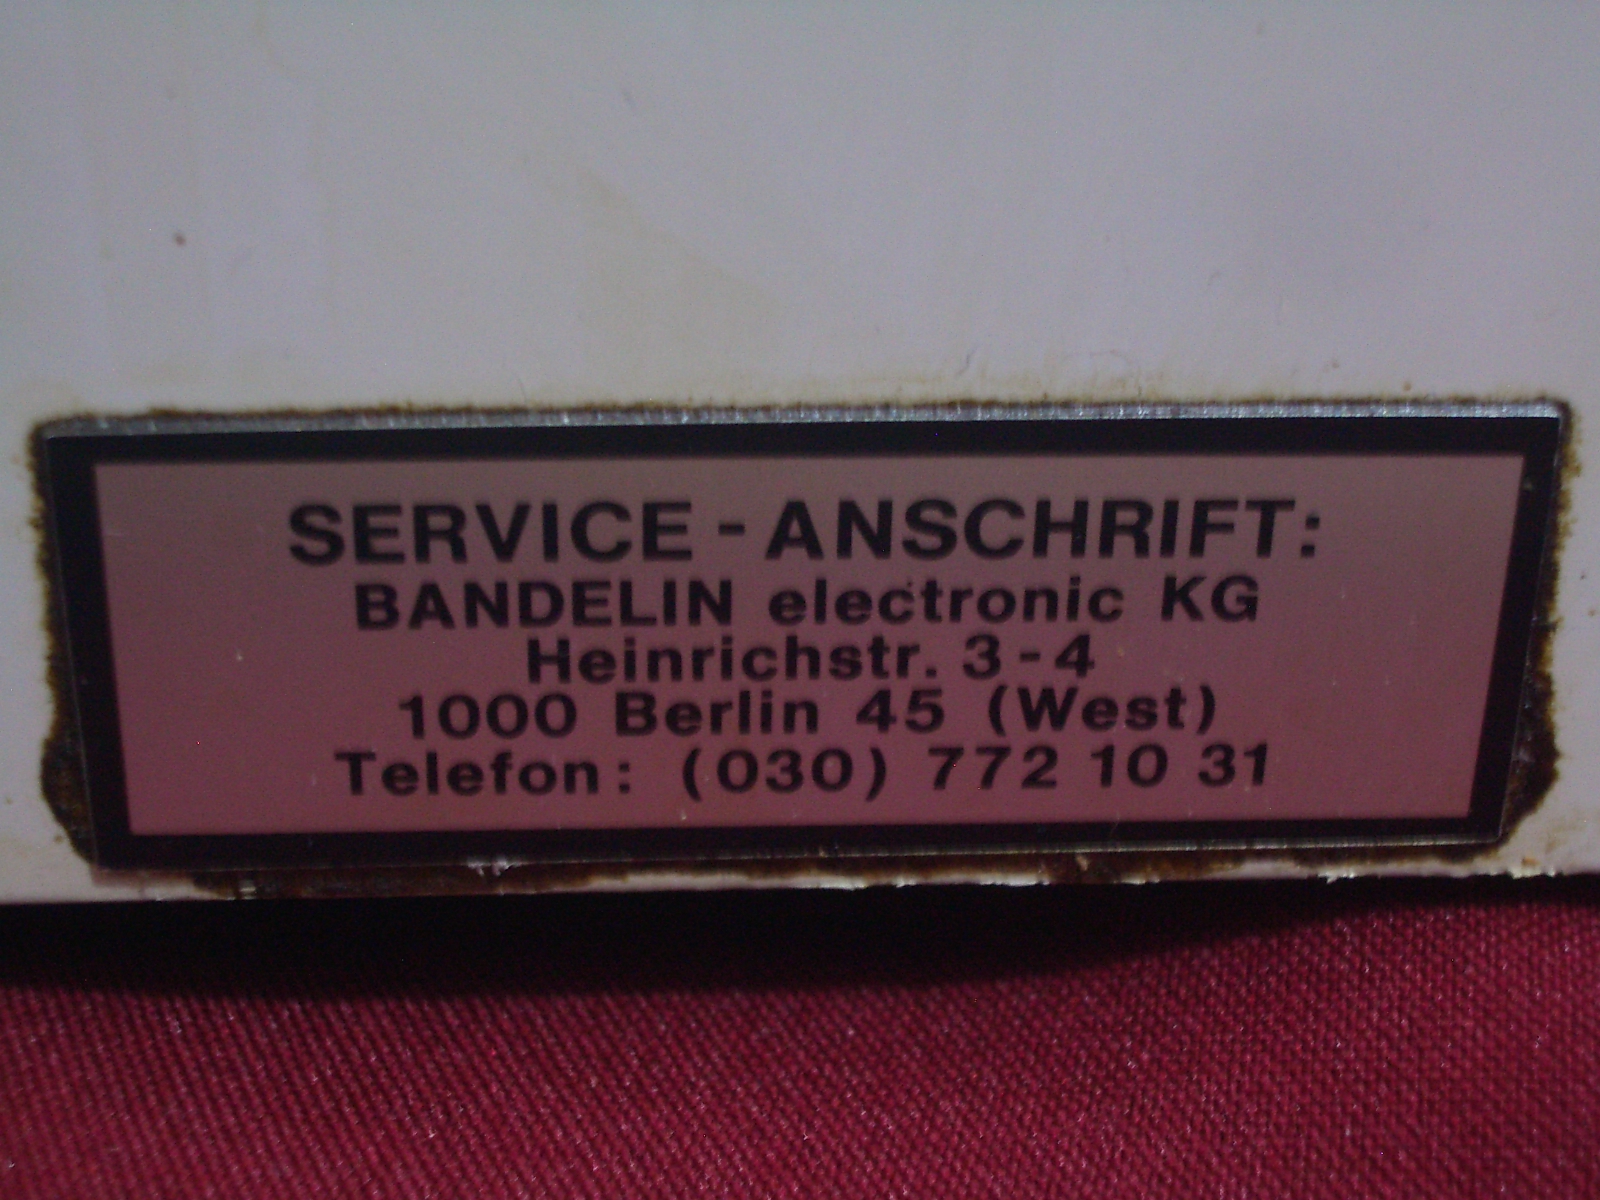 SERVICE - ANSCHRIFT:
BANDELIN electronic KG
Heinrichstr. 3 - 4
1000 Berlin 45 (West)
Telefon: (030) 772 10 31